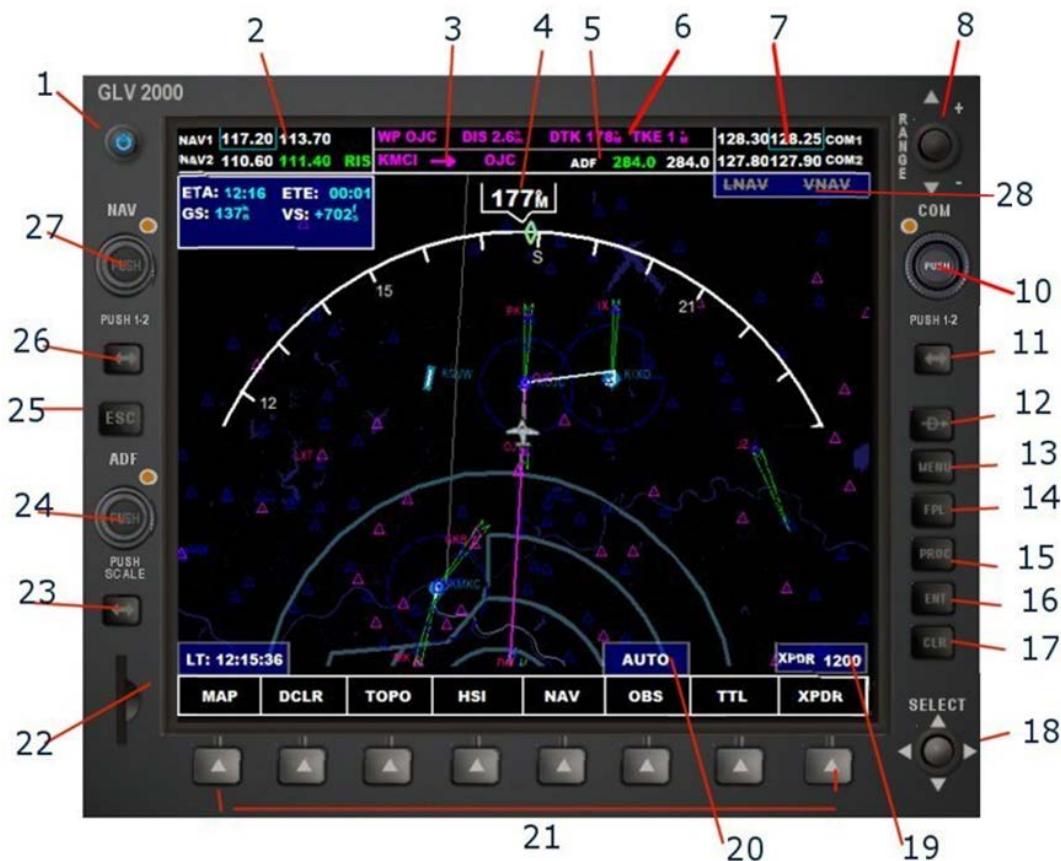 2 3 4 5 6 7 8
1
GLV 2000
NAV1 117.20 113.70 WP OJC DIS 2.6 DTK 178 TKE 1 128.30 128.25 COM1
NAV2 110.60 111.40 RIS KMCI → OJC ADF 284.0 284.0 127.80 127.90 COM2
RANGE
+
-
ETA: 12:16 ETE: 00:01
GS: 137 VS: +702
177
LNAV VNAV
28
NAV
COM
27
PUSH
PUSH
10
S
15
21
12
PUSH 1-2
PUSH 1-2
26
11
25
ESC
12
ADF
MENU
13
24
PUSH
FPL
14
PUSH
SCALE
PROC
15
23
ENT
16
CLR
17
KIXD
OJC
LXT
KMKC
LT: 12:15:36
AUTO
XPDR 1200
MAP DCLR TOPO HSI NAV OBS TTL XPDR
SELECT
22
18
21
20
19